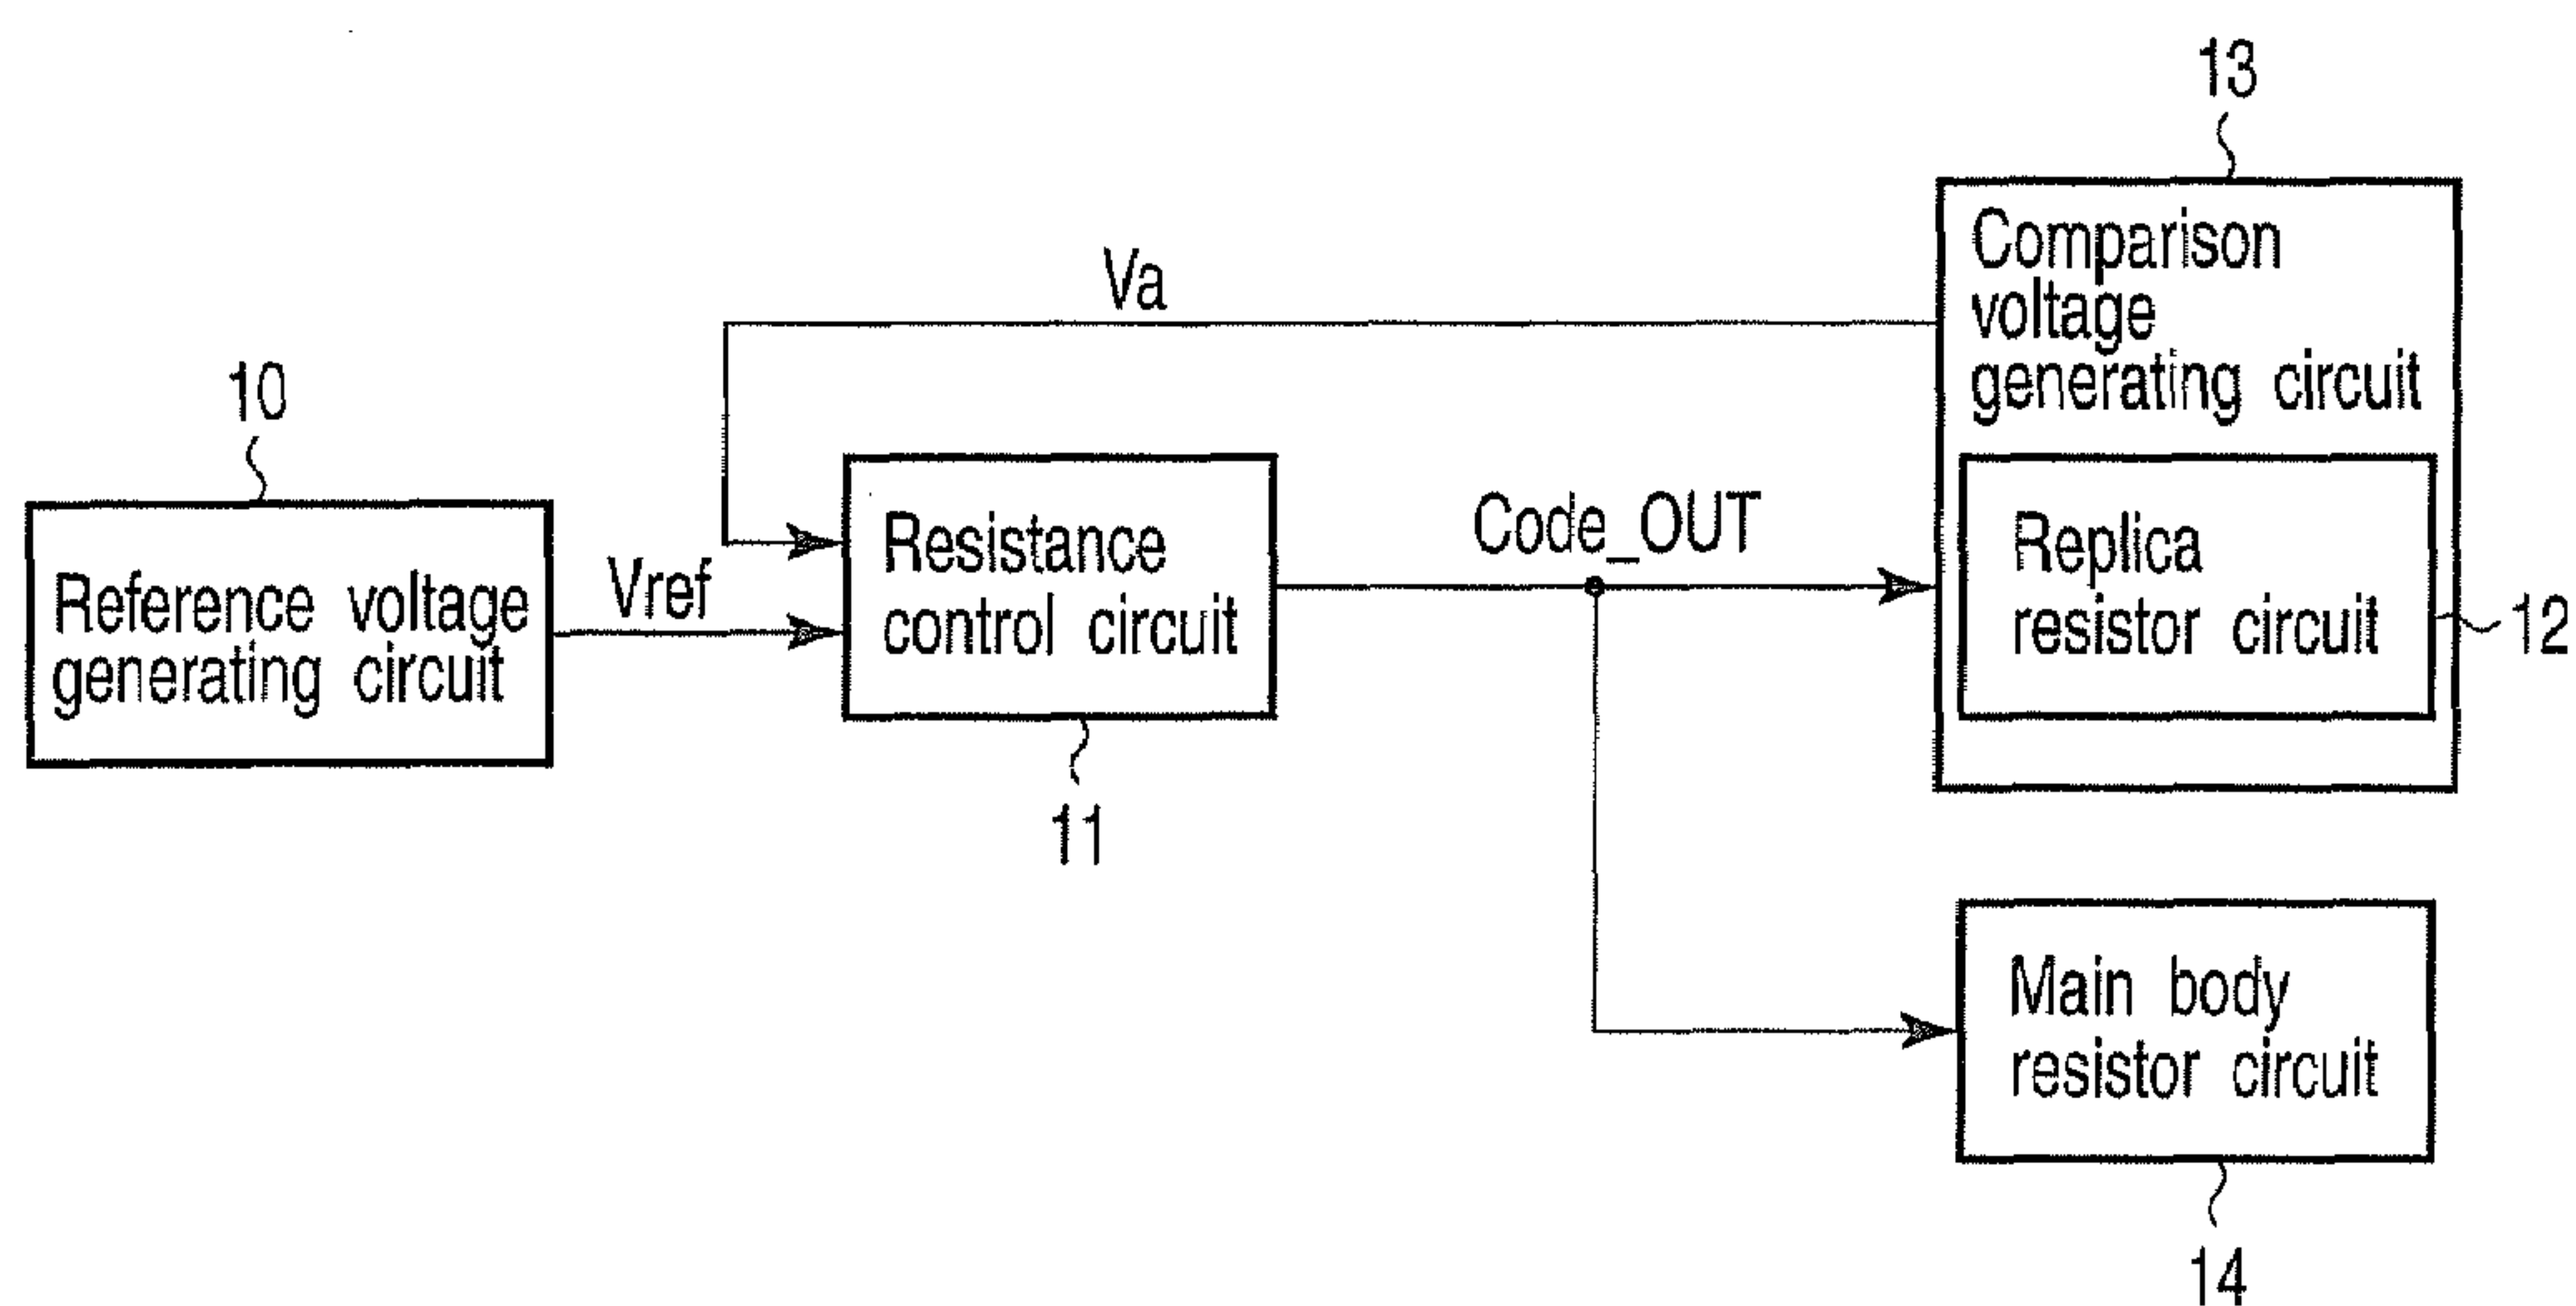 13
Comparison
voltage
generating circuit
Va
10
Reference voltage
generating circuit
Vref
Resistance
control circuit
11
Code_OUT
Replica
resistor circuit
12
Main body
resistor circuit
14